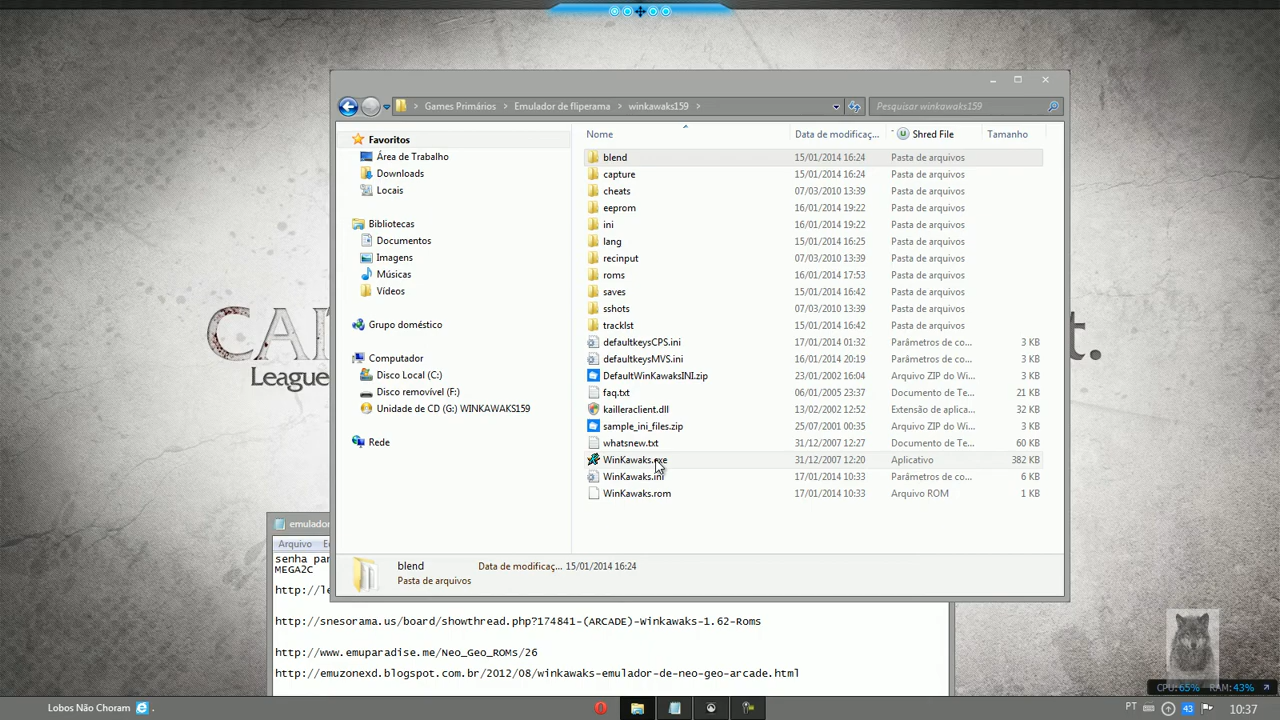 Games Primários
Emulador de fliperama
winkawaks159
Pesquisar winkawaks159
Favoritos
Área de Trabalho
Downloads
Locais
Bibliotecas
Documentos
Imagens
Músicas
Vídeos
Grupo doméstico
Computador
Disco Local (C:)
Disco removível (F:)
Unidade de CD (G:) WINKAWAKS159
Rede
Nome Data de modificaç... Shred File Tamanho
blend 15/01/2014 16:24 Pasta de arquivos
capture 15/01/2014 16:24 Pasta de arquivos
cheats 07/03/2010 13:39 Pasta de arquivos
eeprom 16/01/2014 19:22 Pasta de arquivos
ini 16/01/2014 19:22 Pasta de arquivos
lang 15/01/2014 16:25 Pasta de arquivos
recinput 07/03/2010 13:39 Pasta de arquivos
roms 16/01/2014 17:53 Pasta de arquivos
saves 15/01/2014 16:42 Pasta de arquivos
sshots 07/03/2010 13:39 Pasta de arquivos
tracklst 15/01/2014 16:42 Pasta de arquivos
defaultkeysCPS.ini 17/01/2014 01:32 Parâmetros de co... 3 KB
defaultkeysMVS.ini 16/01/2014 20:19 Parâmetros de co... 3 KB
DefaultWinKawaksINI.zip 23/01/2002 16:04 Arquivo ZIP do Wi... 3 KB
faq.txt 06/01/2005 23:37 Documento de Te... 21 KB
kailleraclient.dll 13/02/2002 12:52 Extensão de aplica... 32 KB
sample_ini_files.zip 25/07/2001 00:35 Arquivo ZIP do Wi... 3 KB
whatsnew.txt 31/12/2007 12:27 Documento de Te... 60 KB
WinKawaks.exe 31/12/2007 12:20 Aplicativo 382 KB
WinKawaks.ini 17/01/2014 10:33 Parâmetros de co... 6 KB
WinKawaks.rom 17/01/2014 10:33 Arquivo ROM 1 KB
blend Data de modificaç... 15/01/2014 16:24
Pasta de arquivos
CAI
t.
League
emulador
Arquivo E
senha par
MEGA2C
http://le
http://snesorama.us/board/showthread.php?174841-(ARCADE)-Winkawaks-1.62-Roms
http://www.emuparadise.me/Neo_Geo_ROMs/26
http://emuzonexd.blogspot.com.br/2012/08/winkawaks-emulador-de-neo-geo-arcade.html
CPU:65% RAM:43%
Lobos Não Choram
PT
43
10:37